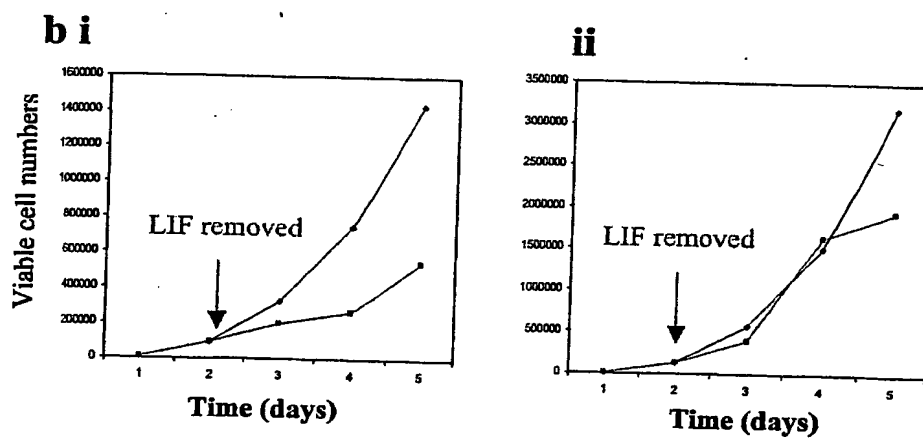 b i
1600000
1400000
1200000
1000000
800000
600000
400000
200000
0
Viable cell numbers
LIF removed
1 2 3 4 5
Time (days)
ii
3500000
3000000
2500000
2000000
1500000
1000000
500000
0
LIF removed
1 2 3 4 5
Time (days)